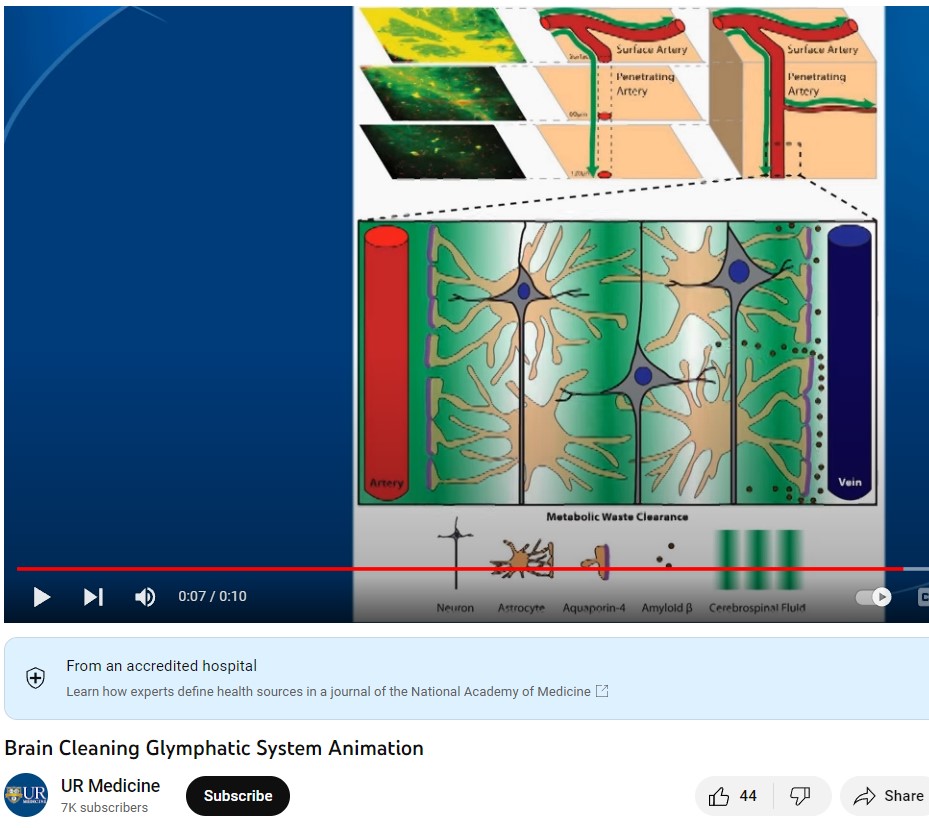 Surface Artery
Surface Artery
Penetrating
Artery
Penetrating
Artery
Artery
Vein
Metabolic Waste Clearance
Neuron
Astrocyte
Aquaporin-4
Amyloid β
Cerebrospinal Fluid
0:07 / 0:10
From an accredited hospital
Learn how experts define health sources in a journal of the National Academy of Medicine
Brain Cleaning Glymphatic System Animation
UR
MEDICINE
UR Medicine
7K subscribers
Subscribe
44
Share